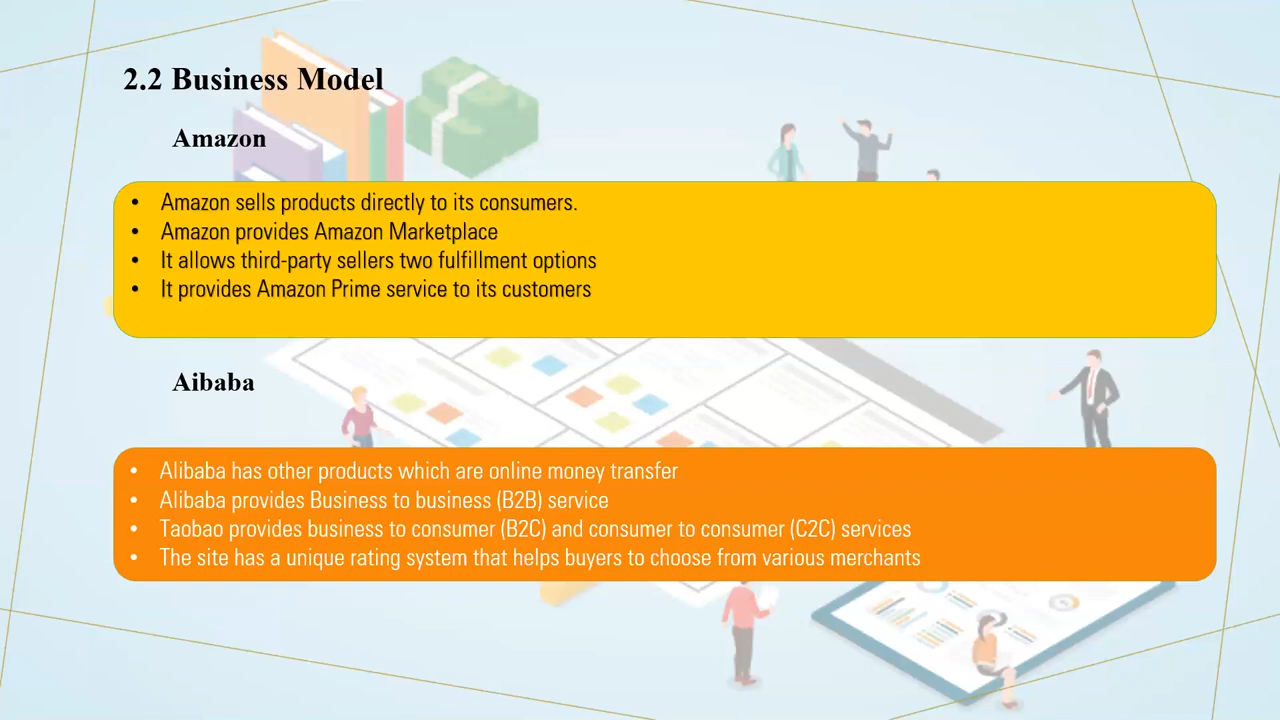 2.2 Business Model
Amazon
• Amazon sells products directly to its consumers.
• Amazon provides Amazon Marketplace
• It allows third-party sellers two fulfillment options
• It provides Amazon Prime service to its customers
Aibaba
• Alibaba has other products which are online money transfer
• Alibaba provides Business to business (B2B) service
• Taobao provides business to consumer (B2C) and consumer to consumer (C2C) services
• The site has a unique rating system that helps buyers to choose from various merchants